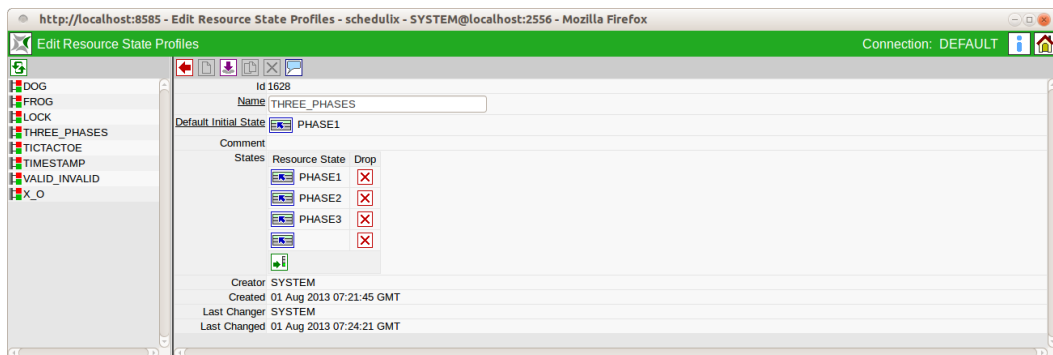 http://localhost:8585 - Edit Resource State Profiles - schedulix - SYSTEM@localhost:2556 - Mozilla Firefox
Edit Resource State Profiles
Connection: DEFAULT
DOG
FROG
LOCK
THREE_PHASES
TICTACTOE
TIMESTAMP
VALID_INVALID
X_O
Id 1628
Name THREE_PHASES
Default Initial State PHASE1
Comment
States Resource State Drop
PHASE1
PHASE2
PHASE3
Creator SYSTEM
Created 01 Aug 2013 07:21:45 GMT
Last Changer SYSTEM
Last Changed 01 Aug 2013 07:24:21 GMT